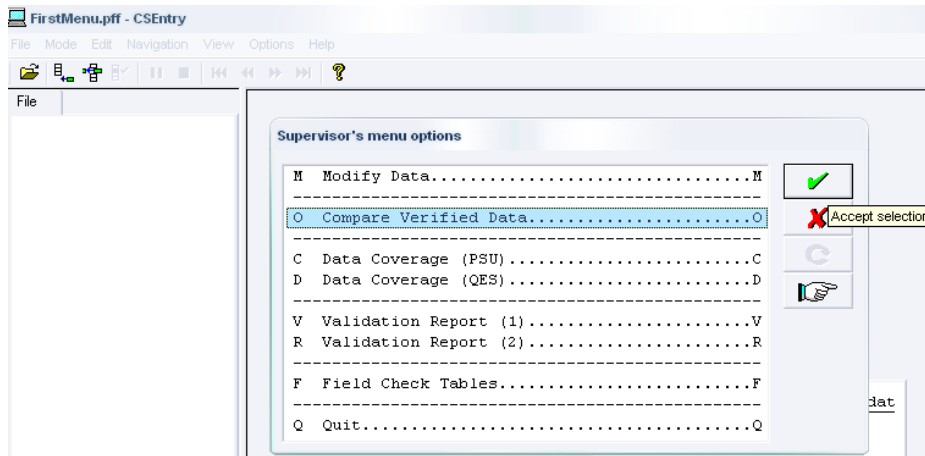 FirstMenu.pff - CSEntry
File Mode Edit Navigation View Options Help
File
Supervisor's menu options
M Modify Data.................................M
O Compare Verified Data.......................O
Accept selection
C Data Coverage (PSU).........................C
D Data Coverage (QES).........................D
V Validation Report (1).......................V
R Validation Report (2).......................R
F Field Check Tables..........................F
dat
Q Quit........................................Q